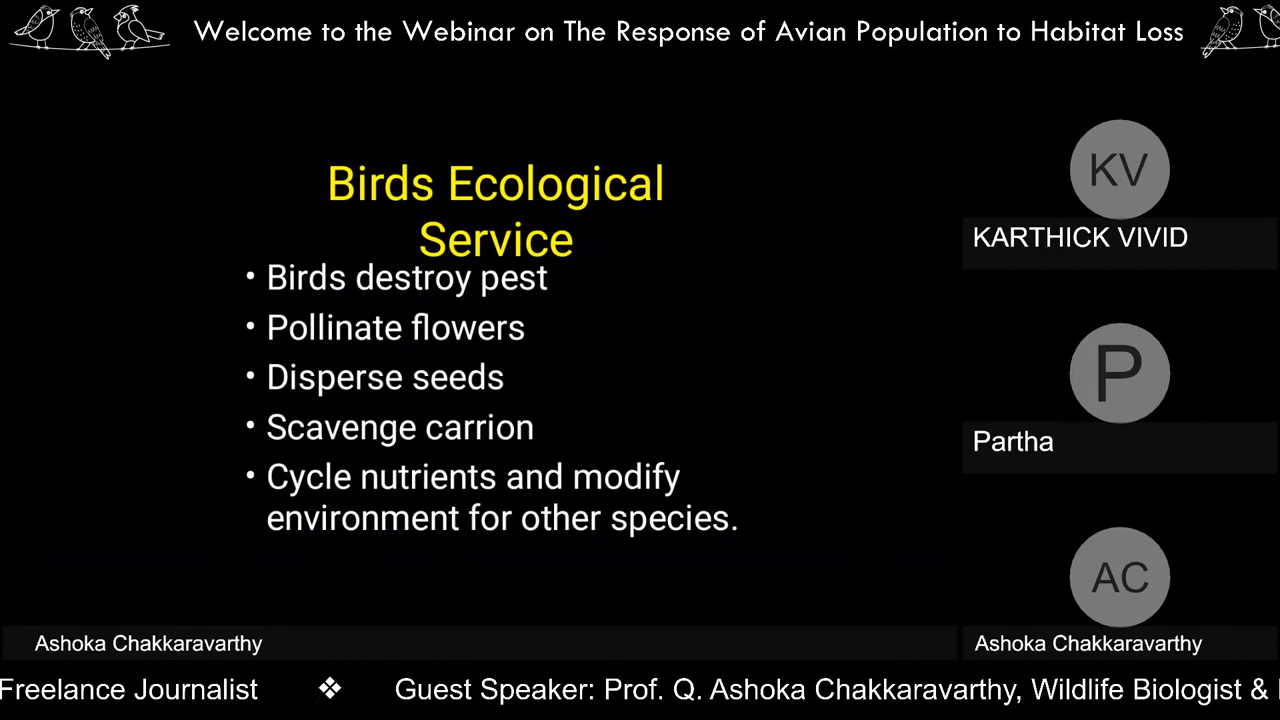 Welcome to the Webinar on The Response of Avian Population to Habitat Loss
Birds Ecological
Service
• Birds destroy pest
• Pollinate flowers
• Disperse seeds
• Scavenge carrion
• Cycle nutrients and modify
environment for other species.
KV
KARTHICK VIVID
P
Partha
AC
Ashoka Chakkaravarthy
Ashoka Chakkaravarthy
Freelance Journalist ❖ Guest Speaker: Prof. Q. Ashoka Chakkaravarthy, Wildlife Biologist &